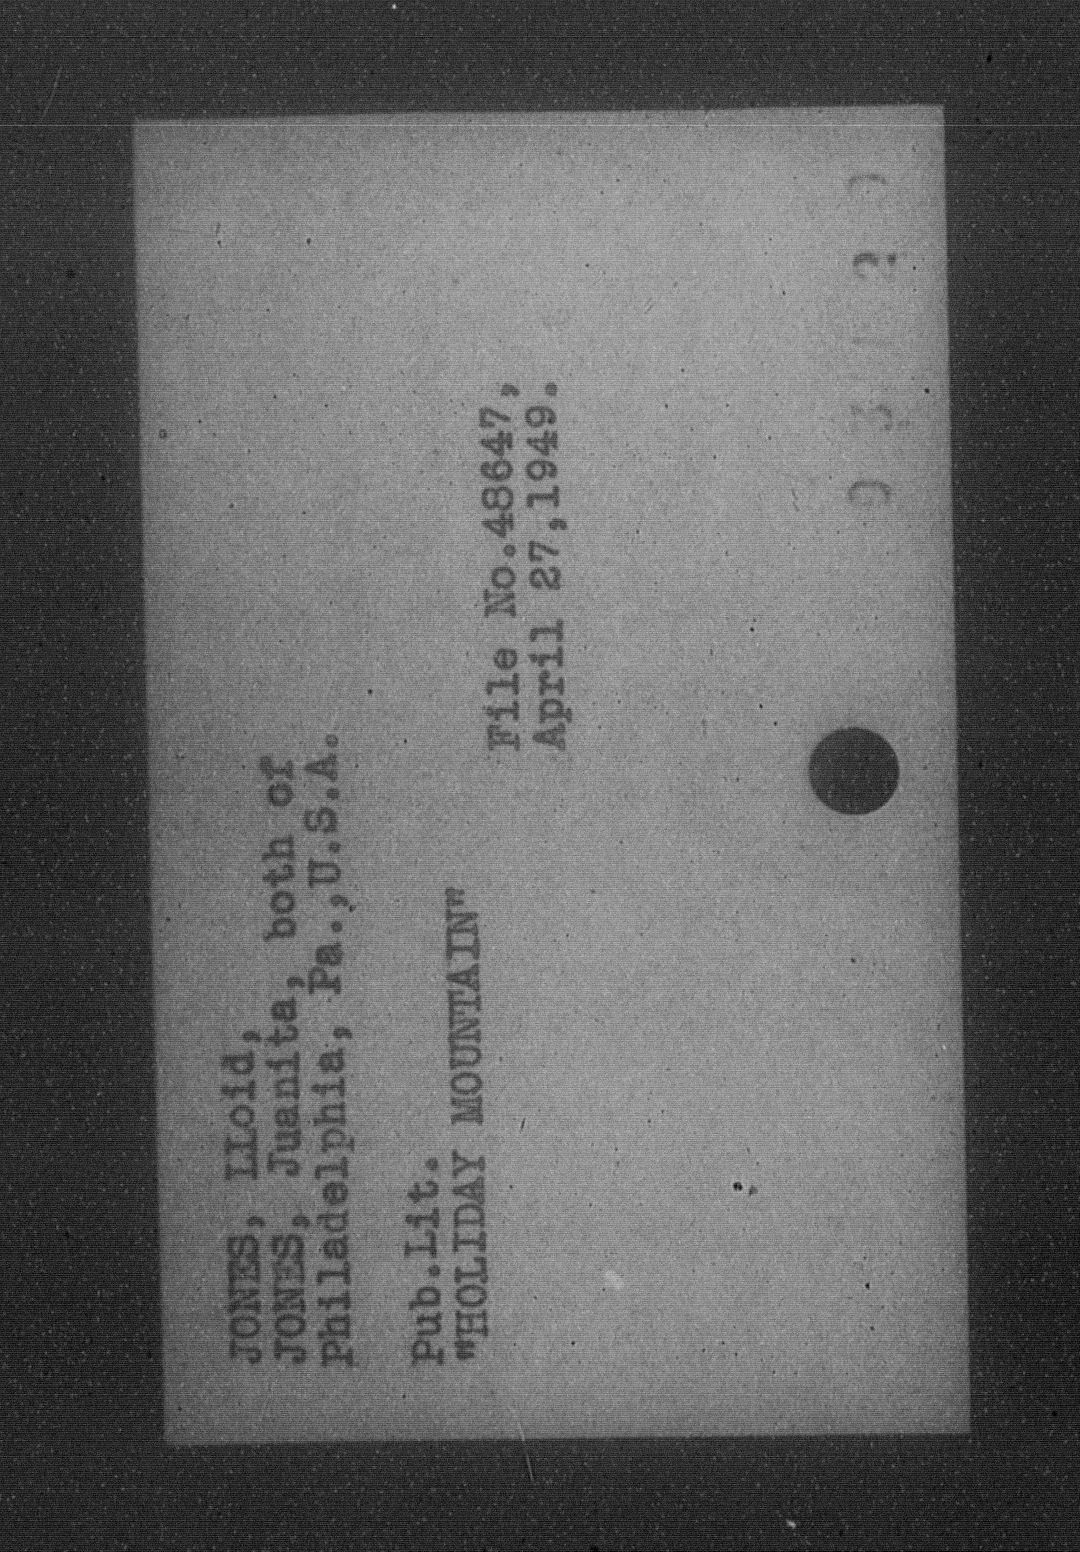 JONES, LLoid,
JONES, Juanita, both of
Philadelphia, Pa.,U.S.A.
Pub.Lit.
"HOLIDAY MOUNTAIN"
File No.48647,
April 27,1949.